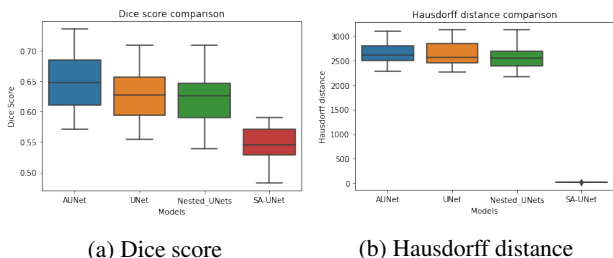 Dice score comparison
0.70
0.65
0.60
0.55
0.50
Dice Score
AUNet UNet Nested_UNets SA-UNet
Models
(a) Dice score
Hausdorff distance comparison
3000
2500
2000
1500
1000
500
0
Hausdorff distance
AUNet UNet Nested_UNets SA-UNet
Models
(b) Hausdorff distance